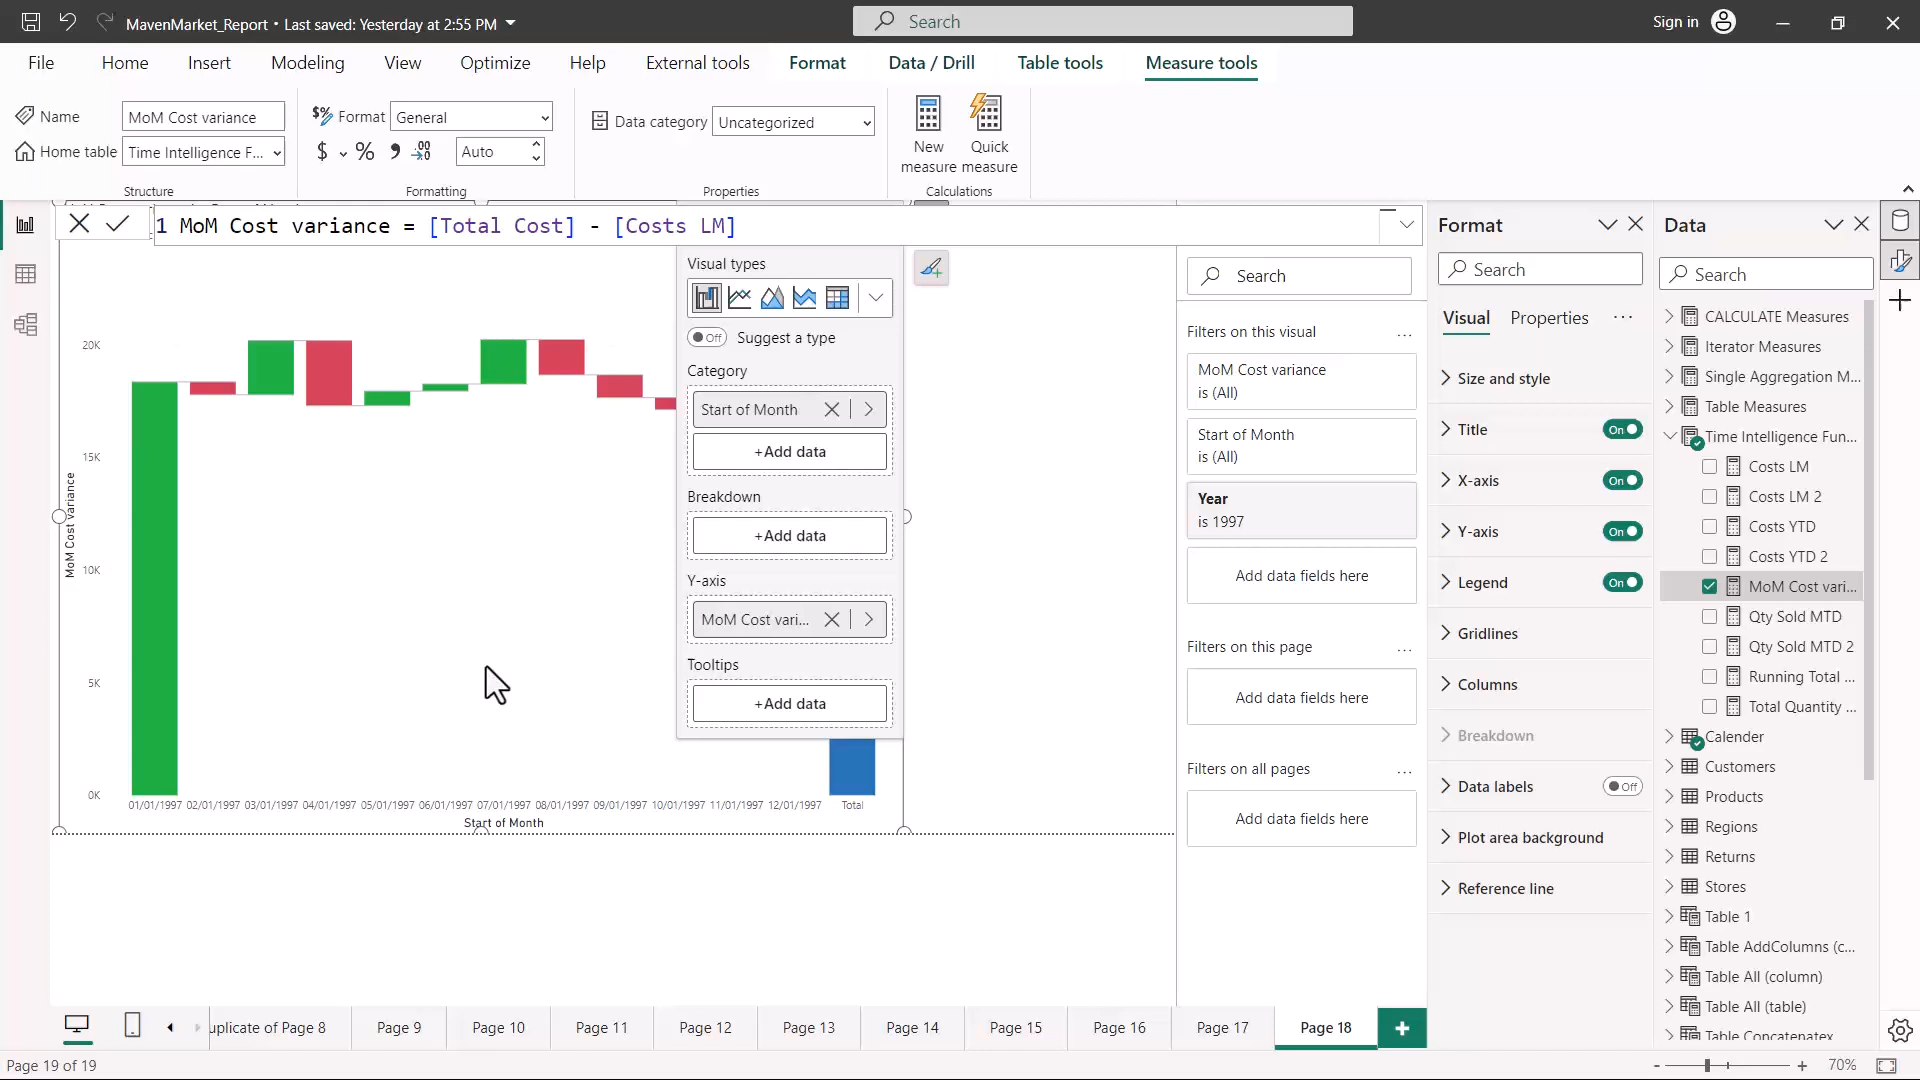 MavenMarket_Report • Last saved: Yesterday at 2:55 PM
Search
Sign in
File
Home
Insert
Modeling
View
Optimize
Help
External tools
Format
Data / Drill
Table tools
Measure tools
Name
MoM Cost variance
Home table
Time Intelligence F...
Structure
Format
General
$
%
Auto
Formatting
Data category
Uncategorized
Properties
New measure
Quick measure
Calculations
1 MoM Cost variance = [Total Cost] - [Costs LM]
20K
15K
10K
5K
0K
MoM Cost variance
01/01/1997 02/01/1997 03/01/1997 04/01/1997 05/01/1997 06/01/1997 07/01/1997 08/01/1997 09/01/1997 10/01/1997 11/01/1997 12/01/1997 Total
Start of Month
Visual types
Off
Suggest a type
Category
Start of Month
+Add data
Breakdown
+Add data
Y-axis
MoM Cost vari...
Tooltips
+Add data
Search
Filters on this visual
...
MoM Cost variance
is (All)
Start of Month
is (All)
Year
is 1997
Add data fields here
Filters on this page
...
Add data fields here
Filters on all pages
...
Add data fields here
Format
Search
Visual
Properties
...
Size and style
Title
On
X-axis
On
Y-axis
On
Legend
On
Gridlines
Columns
Breakdown
Data labels
Off
Plot area background
Reference line
Data
Search
CALCULATE Measures
Iterator Measures
Single Aggregation M...
Table Measures
Time Intelligence Fun...
Costs LM
Costs LM 2
Costs YTD
Costs YTD 2
MoM Cost vari...
Qty Sold MTD
Qty Sold MTD 2
Running Total ...
Total Quantity ...
Calender
Customers
Products
Regions
Returns
Stores
Table 1
Table AddColumns (c...
Table All (column)
Table All (table)
Table Concatenatex
uplicate of Page 8
Page 9
Page 10
Page 11
Page 12
Page 13
Page 14
Page 15
Page 16
Page 17
Page 18
+
Page 19 of 19
- + 70%